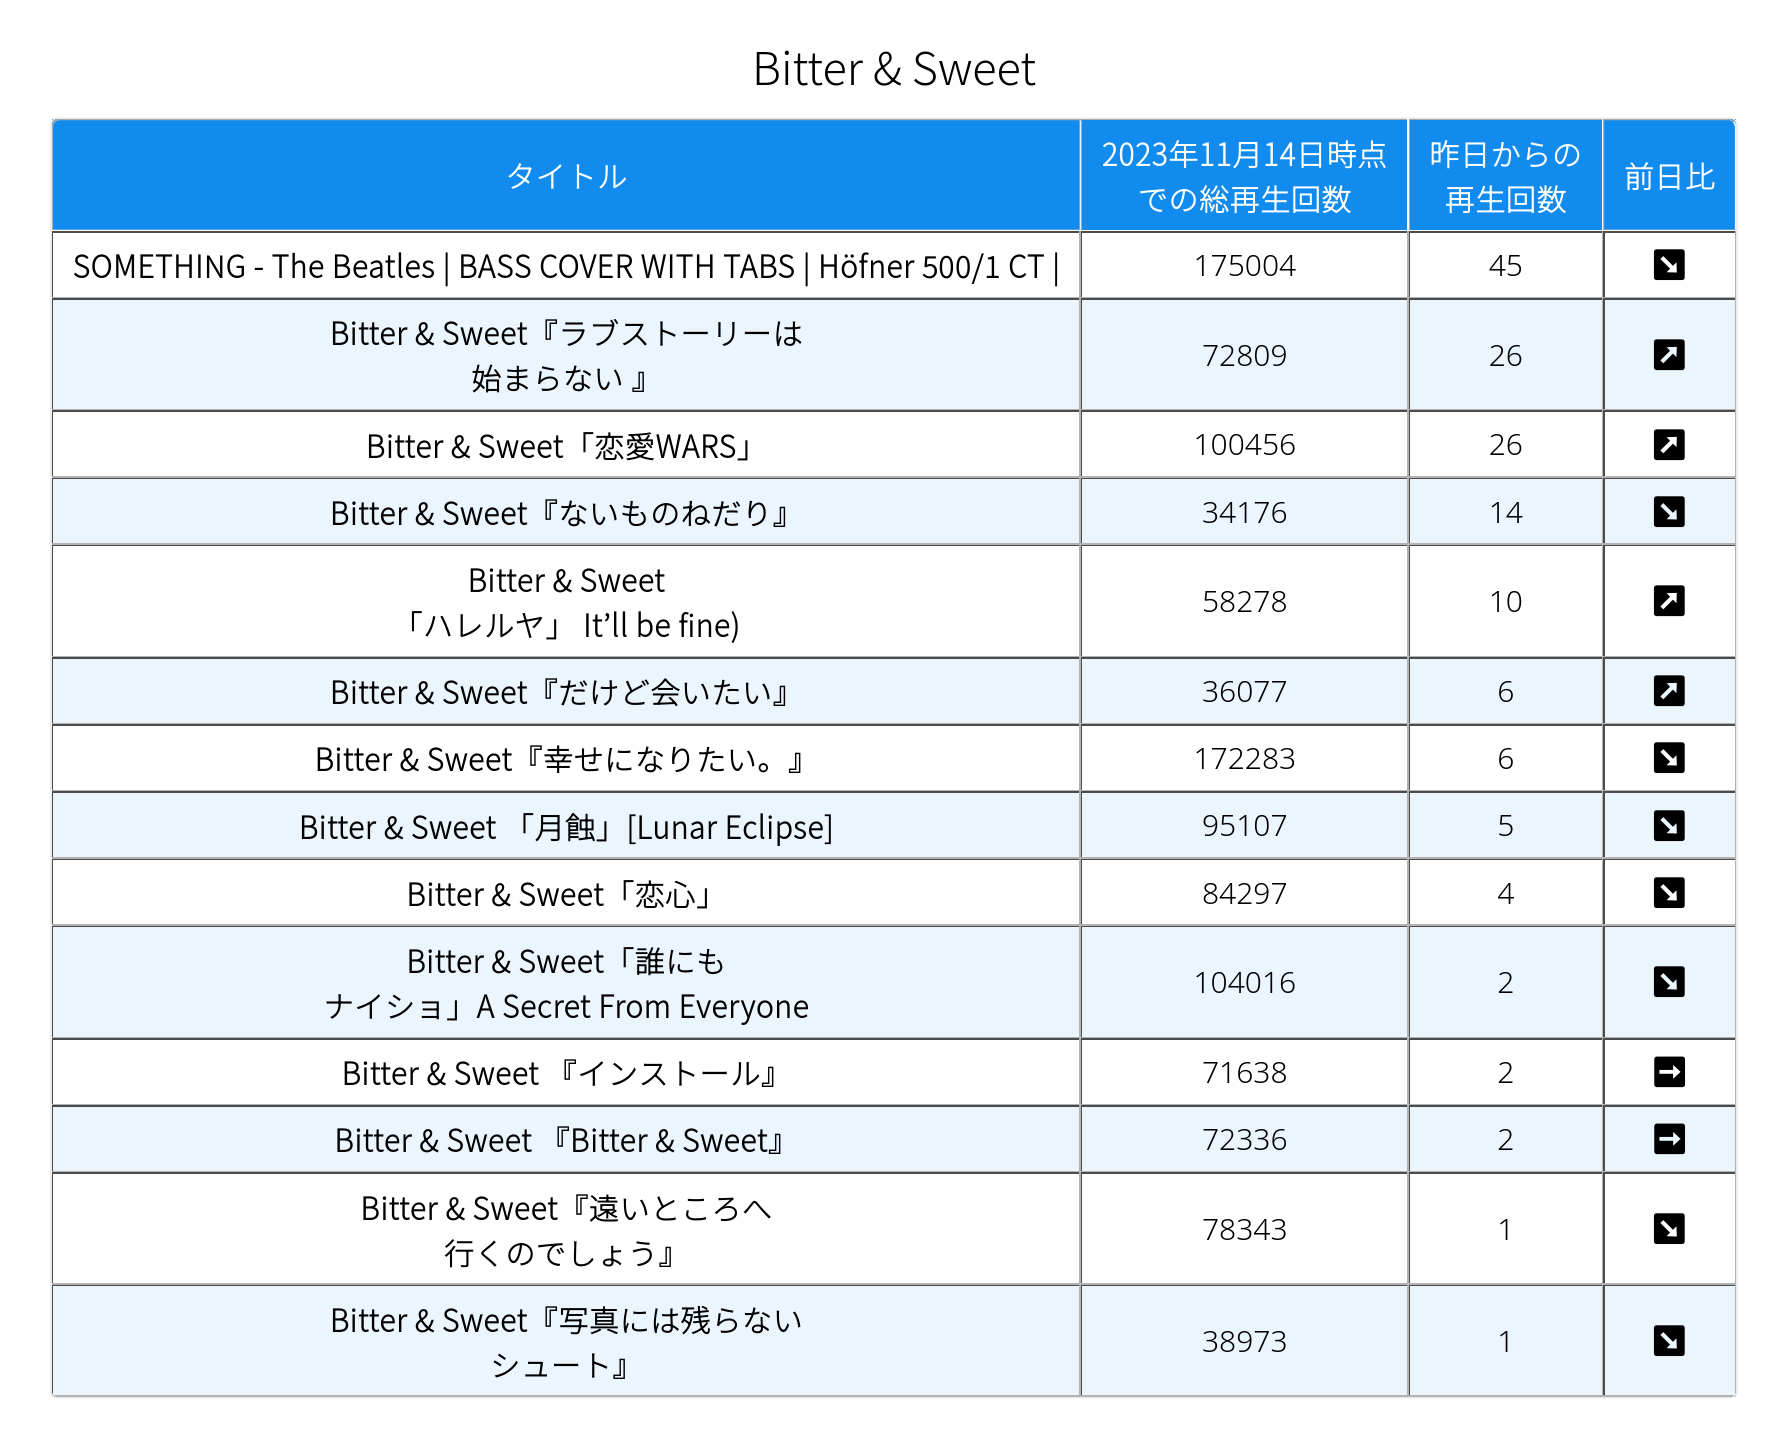 Bitter & Sweet
タイトル
2023年11月14日時点
での総再生回数
昨日からの
再生回数
前日比
SOMETHING - The Beatles | BASS COVER WITH TABS | Höfner 500/1 CT |
175004
45
Bitter & Sweet『ラブストーリーは
始まらない 』
72809
26
Bitter & Sweet「恋愛WARS」
100456
26
Bitter & Sweet『ないものねだり』
34176
14
Bitter & Sweet
「ハレルヤ」 It’ll be fine)
58278
10
Bitter & Sweet『だけど会いたい』
36077
6
Bitter & Sweet『幸せになりたい。』
172283
6
Bitter & Sweet 「月蝕」[Lunar Eclipse]
95107
5
Bitter & Sweet「恋心」
84297
4
Bitter & Sweet「誰にも
ナイショ」A Secret From Everyone
104016
2
Bitter & Sweet 『インストール』
71638
2
Bitter & Sweet 『Bitter & Sweet』
72336
2
Bitter & Sweet『遠いところへ
行くのでしょう』
78343
1
Bitter & Sweet『写真には残らない
シュート』
38973
1